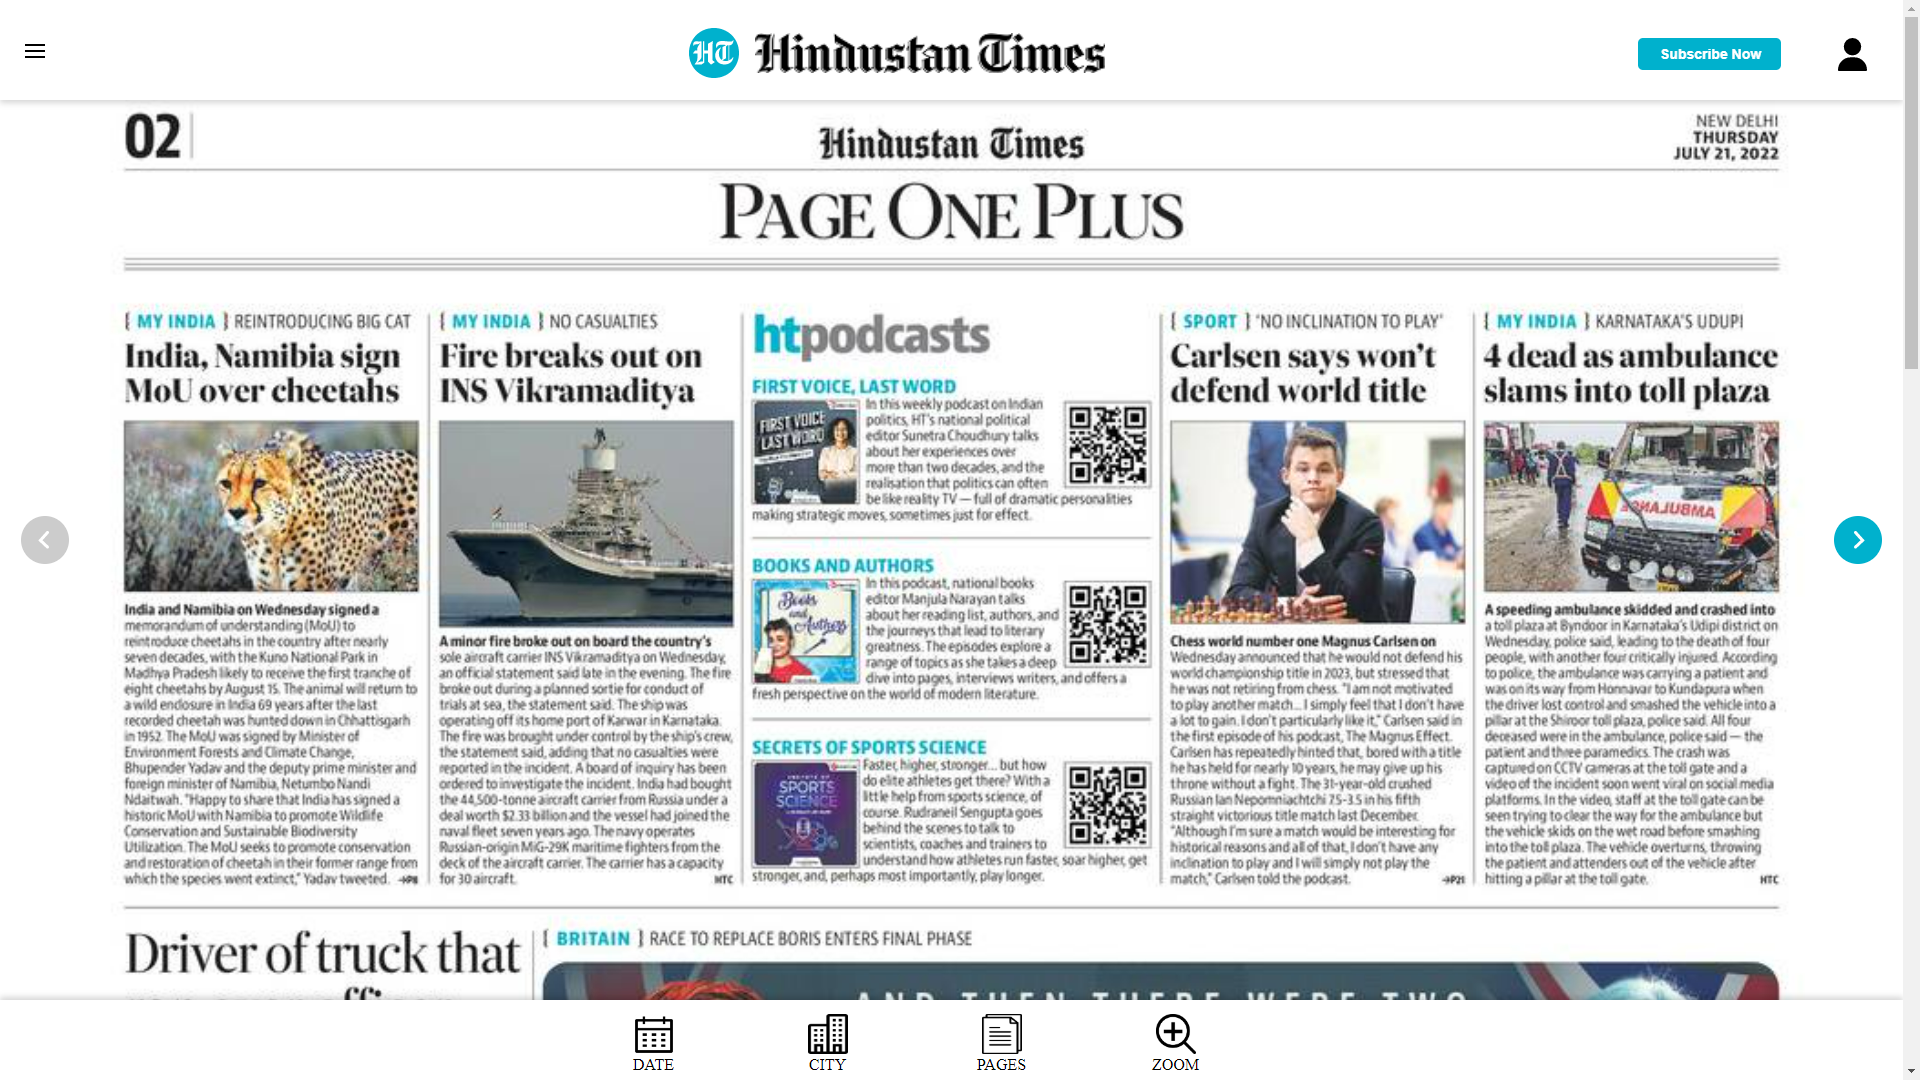 HT Hindustan Times
Subscribe Now
02
Hindustan Times
NEW DELHI
THURSDAY
JULY 21, 2022
PAGE ONE PLUS
{ MY INDIA } REINTRODUCING BIG CAT
India, Namibia sign
MoU over cheetahs
India and Namibia on Wednesday signed a
memorandum of understanding (MoU) to
reintroduce cheetahs in the country after nearly
seven decades, with the Kuno National Park in
Madhya Pradesh likely to receive the first tranche of
eight cheetahs by August 15. The animal will return to
a wild enclosure in India 69 years after the last
recorded cheetah was hunted down in Chhattisgarh
in 1952. The MoU was signed by Minister of
Environment Forests and Climate Change,
Bhupender Yadav and the deputy prime minister and
foreign minister of Namibia, Netumbo Nandi
Ndaitwah. "Happy to share that India has signed a
historic MoU with Namibia to promote Wildlife
Conservation and Sustainable Biodiversity
Utilization. The MoU seeks to promote conservation
and restoration of cheetah in their former range from
which the species went extinct," Yadav tweeted. →P8
{ MY INDIA } NO CASUALTIES
Fire breaks out on
INS Vikramaditya
A minor fire broke out on board the country's
sole aircraft carrier INS Vikramaditya on Wednesday,
an official statement said late in the evening. The fire
broke out during a planned sortie for conduct of
trials at sea, the statement said. The ship was
operating off its home port of Karwar in Karnataka.
The fire was brought under control by the ship's crew,
the statement said, adding that no casualties were
reported in the incident. A board of inquiry has been
ordered to investigate the incident. India had bought
the 44,500-tonne aircraft carrier from Russia under a
deal worth $2.33 billion and the vessel had joined the
naval fleet seven years ago. The navy operates
Russian-origin MiG-29K maritime fighters from the
deck of the aircraft carrier. The carrier has a capacity
for 30 aircraft. HTC
htpodcasts
FIRST VOICE, LAST WORD
FIRST VOICE
LAST WORD
In this weekly podcast on Indian
politics, HT's national political
editor Sunetra Choudhury talks
about her experiences over
more than two decades, and the
realisation that politics can often
be like reality TV — full of dramatic personalities
making strategic moves, sometimes just for effect.
BOOKS AND AUTHORS
Books
and
Authors
In this podcast, national books
editor Manjula Narayan talks
about her reading list, authors, and
the journeys that lead to literary
greatness. The episodes explore a
range of topics as she takes a deep
dive into pages, interviews writers, and offers a
fresh perspective on the world of modern literature.
SECRETS OF SPORTS SCIENCE
SECRETS OF
SPORTS
SCIENCE
Faster, higher, stronger... but how
do elite athletes get there? With a
little help from sports science, of
course. Rudraneil Sengupta goes
behind the scenes to talk to
scientists, coaches and trainers to
understand how athletes run faster, soar higher, get
stronger, and, perhaps most importantly, play longer.
{ SPORT } 'NO INCLINATION TO PLAY'
Carlsen says won't
defend world title
Chess world number one Magnus Carlsen on
Wednesday announced that he would not defend his
world championship title in 2023, but stressed that
he was not retiring from chess. "I am not motivated
to play another match... I simply feel that I don't have
a lot to gain. I don't particularly like it," Carlsen said in
the first episode of his podcast, The Magnus Effect.
Carlsen has repeatedly hinted that, bored with a title
he has held for nearly 10 years, he may give up his
throne without a fight. The 31-year-old crushed
Russian Ian Nepomniachtchi 7.5-3.5 in his fifth
straight victorious title match last December.
"Although I'm sure a match would be interesting for
historical reasons and all of that, I don't have any
inclination to play and I will simply not play the
match," Carlsen told the podcast. →P21
{ MY INDIA } KARNATAKA'S UDUPI
4 dead as ambulance
slams into toll plaza
AMBULANCE
A speeding ambulance skidded and crashed into
a toll plaza at Byndoor in Karnataka's Udipi district on
Wednesday, police said, leading to the death of four
people, with another four critically injured. According
to police, the ambulance was carrying a patient and
was on its way from Honnavar to Kundapura when
the driver lost control and smashed the vehicle into a
pillar at the Shiroor toll plaza, police said. All four
deceased were in the ambulance, police said — the
patient and three paramedics. The crash was
captured on CCTV cameras at the toll gate and a
video of the incident soon went viral on social media
platforms. In the video, staff at the toll gate can be
seen trying to clear the way for the ambulance but
the vehicle skids on the wet road before smashing
into the toll plaza. The vehicle overturns, throwing
the patient and attenders out of the vehicle after
hitting a pillar at the toll gate. HTC
Driver of truck that
{ BRITAIN } RACE TO REPLACE BORIS ENTERS FINAL PHASE
AND THEN THERE WERE TWO
DATE
CITY
PAGES
ZOOM